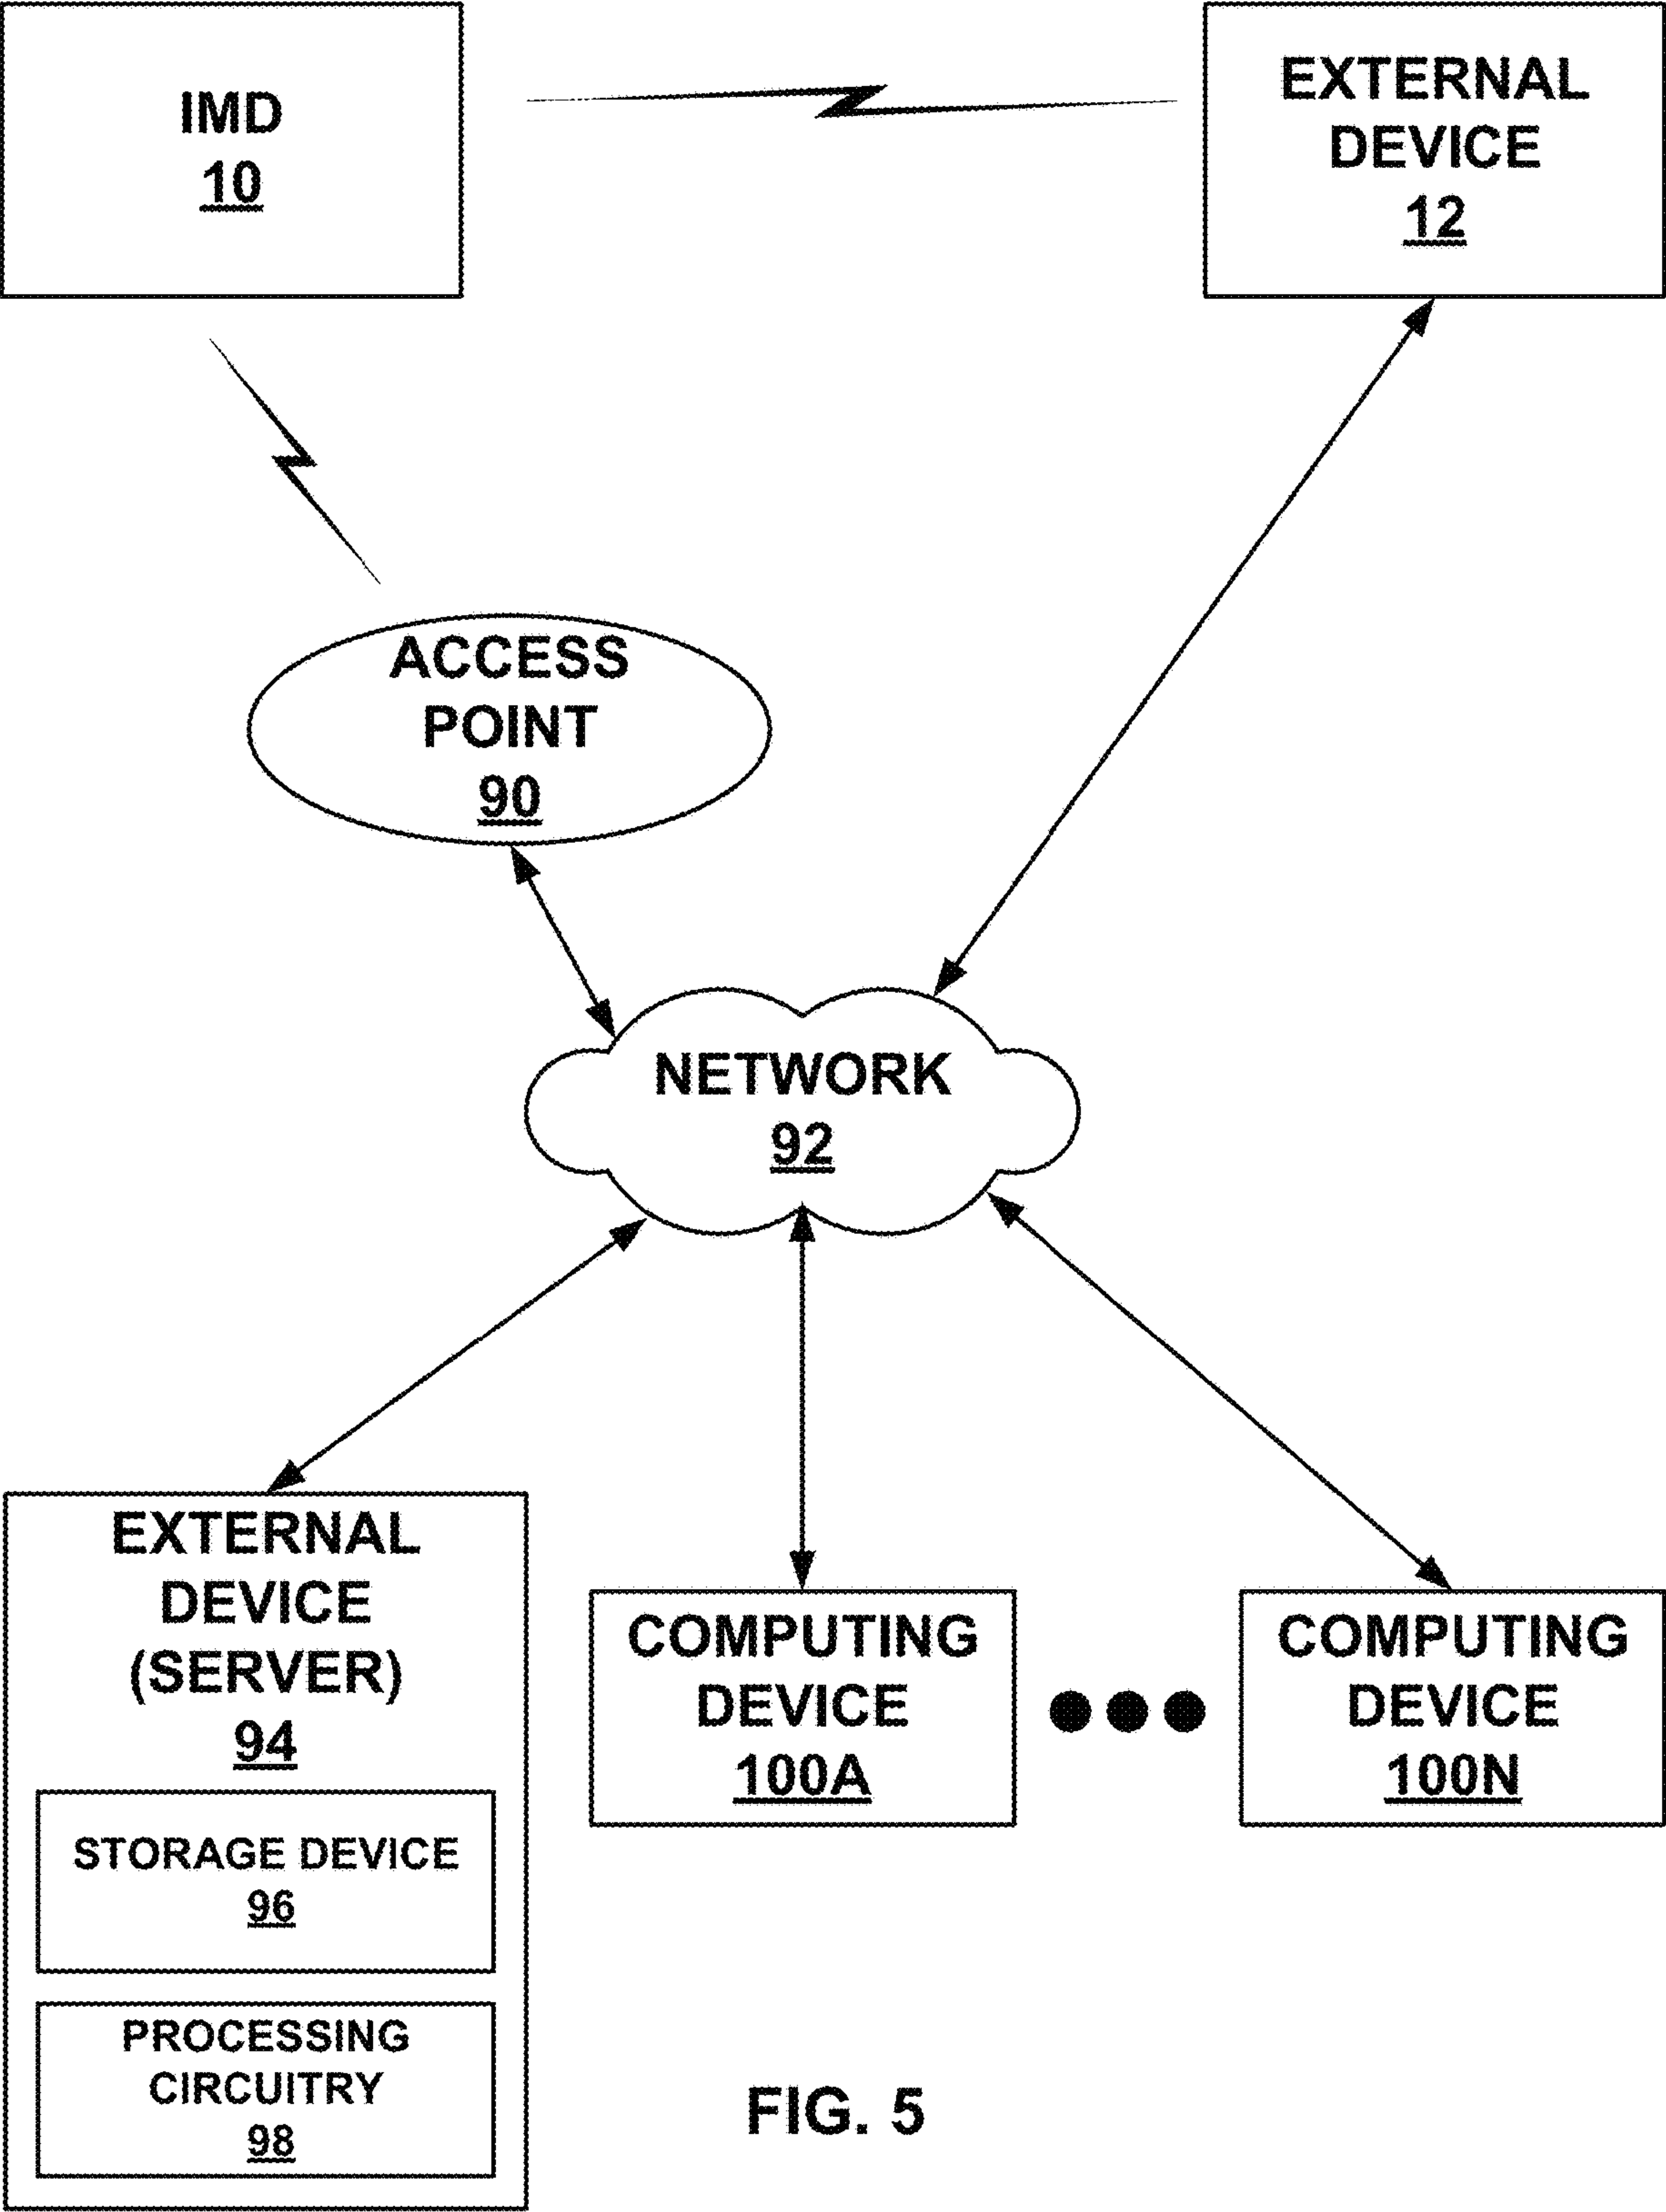 IMD
10
EXTERNAL
DEVICE
12
ACCESS
POINT
90
NETWORK
92
EXTERNAL
DEVICE
(SERVER)
94
STORAGE DEVICE
96
PROCESSING
CIRCUITRY
98
COMPUTING
DEVICE
100A
COMPUTING
DEVICE
100N
FIG. 5